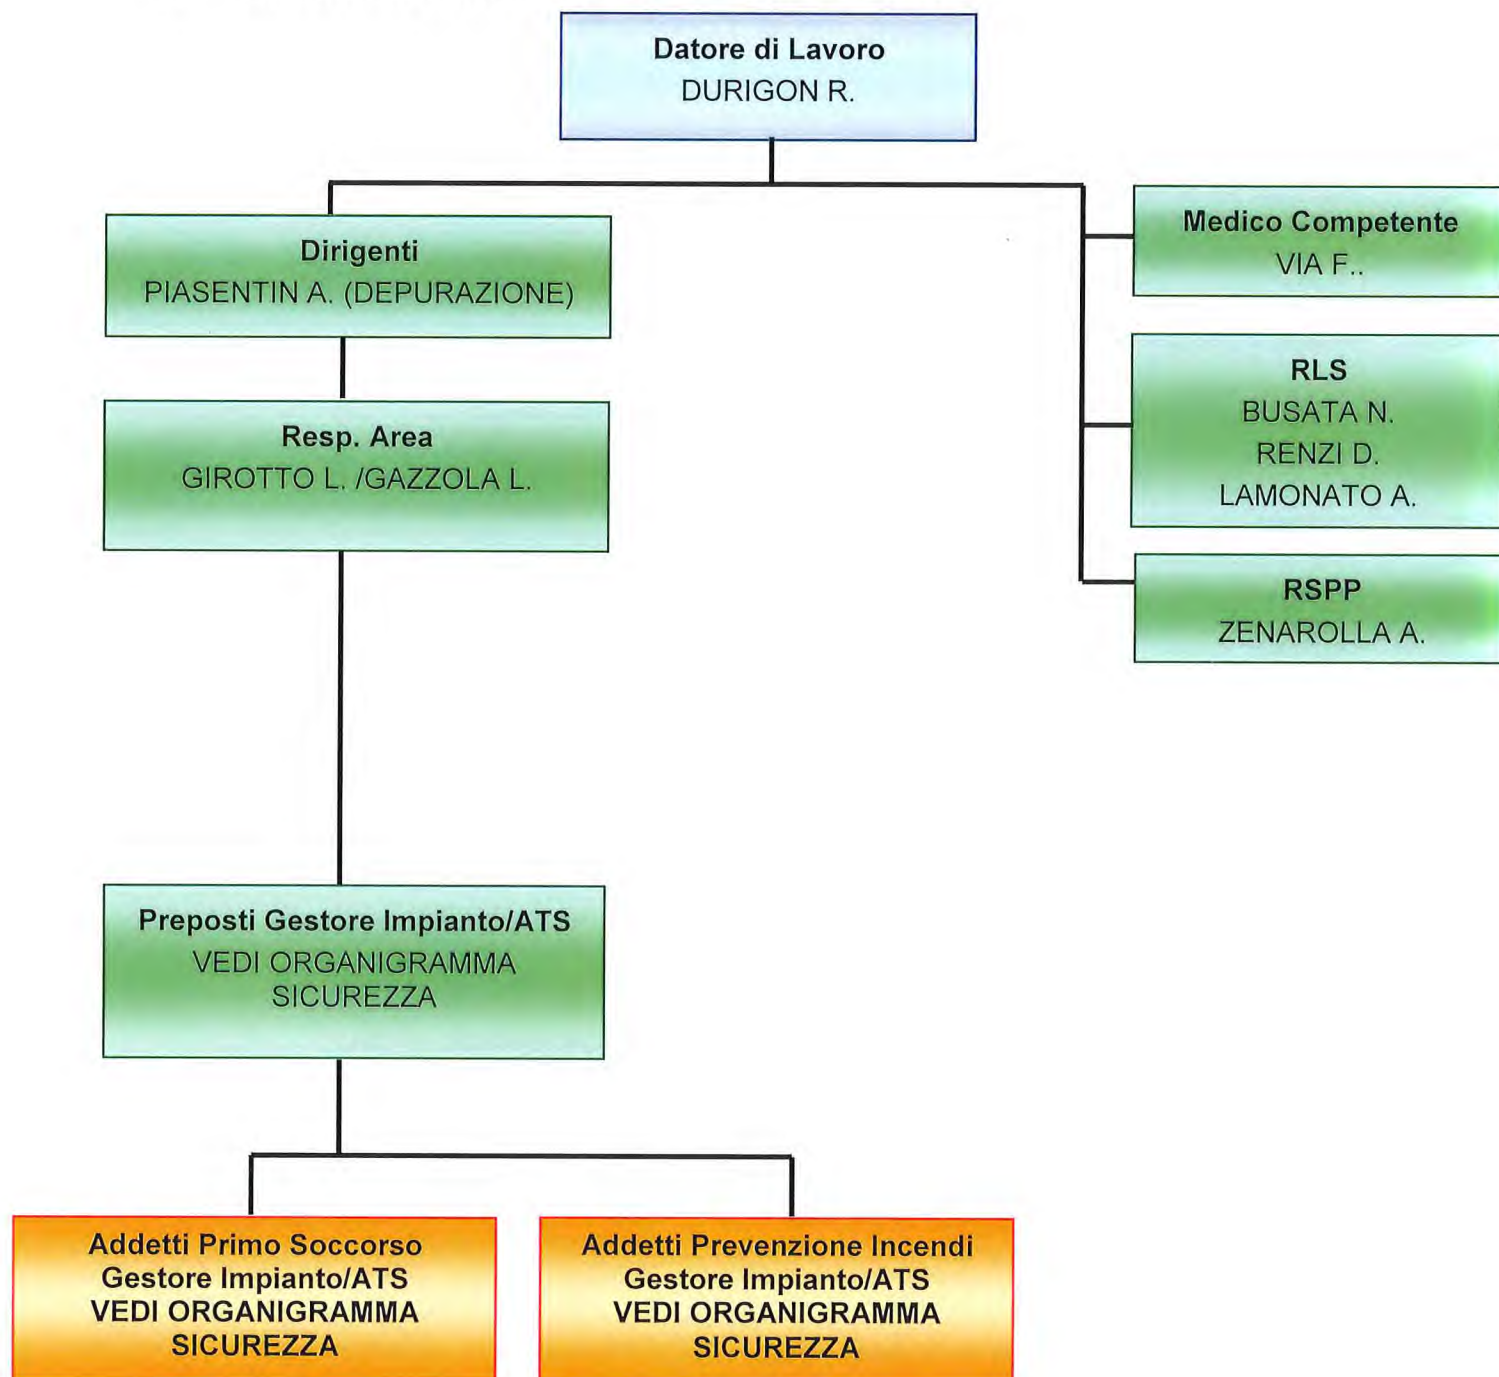 Datore di Lavoro
DURIGON R.
Dirigenti
PIASENTIN A. (DEPURAZIONE)
Medico Competente
VIA F..
Resp. Area
GIROTTO L. /GAZZOLA L.
RLS
BUSATA N.
RENZI D.
LAMONATO A.
RSPP
ZENAROLLA A.
Preposti Gestore Impianto/ATS
VEDI ORGANIGRAMMA
SICUREZZA
Addetti Primo Soccorso
Gestore Impianto/ATS
VEDI ORGANIGRAMMA
SICUREZZA
Addetti Prevenzione Incendi
Gestore Impianto/ATS
VEDI ORGANIGRAMMA
SICUREZZA